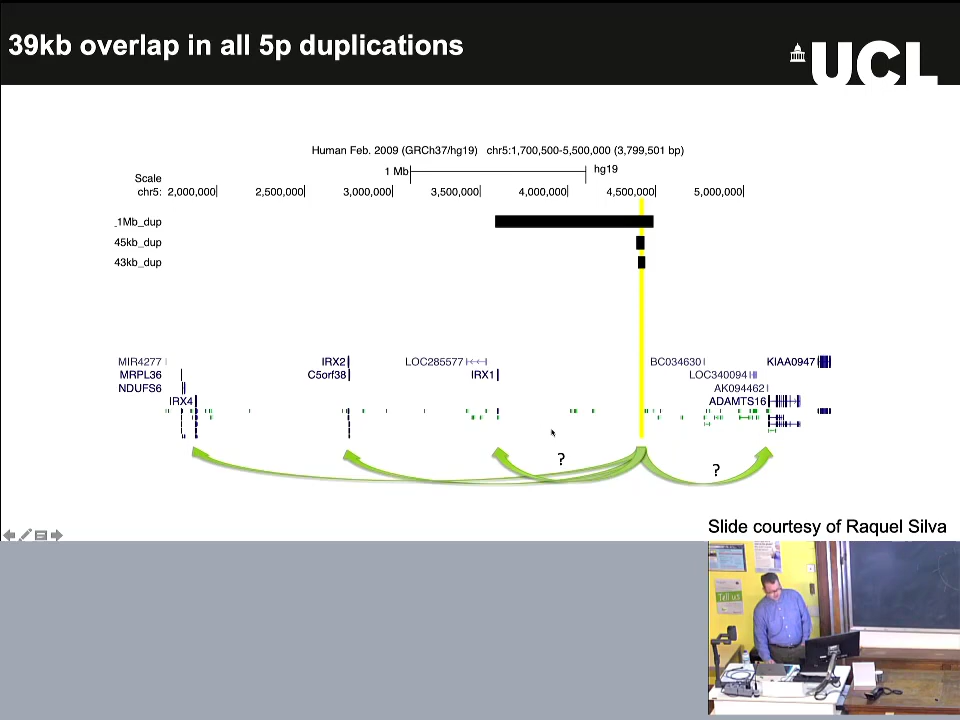 39kb overlap in all 5p duplications
UCL
Human Feb. 2009 (GRCh37/hg19) chr5:1,700,500-5,500,000 (3,799,501 bp)
Scale
1 Mb
hg19
chr5:
2,000,000
2,500,000
3,000,000
3,500,000
4,000,000
4,500,000
5,000,000
_1Mb_dup
45kb_dup
43kb_dup
MIR4277
IRX2
LOC285577
BC034630
KIAA0947
MRPL36
C5orf38
IRX1
LOC340094
NDUFS6
AK094462
IRX4
ADAMTS16
?
?
Slide courtesy of Raquel Silva
Tell us